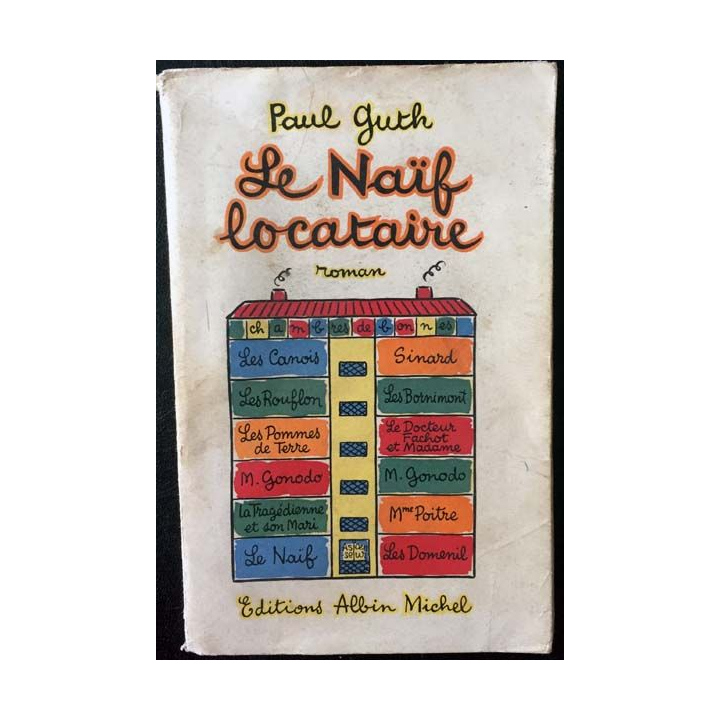 Paul Guth
Le Naïf
locataire
roman
chambres de bonnes
Les Canois
Sinard
Les Rouflon
Les Bornimont
Les Pommes
de Terre
Le Docteur
Fachot
et Madame
M. Gonodo
M. Gonodo
La Tragédienne
et son Mari
Mme Poitre
Le Naïf
Les Domenil
Editions Albin Michel